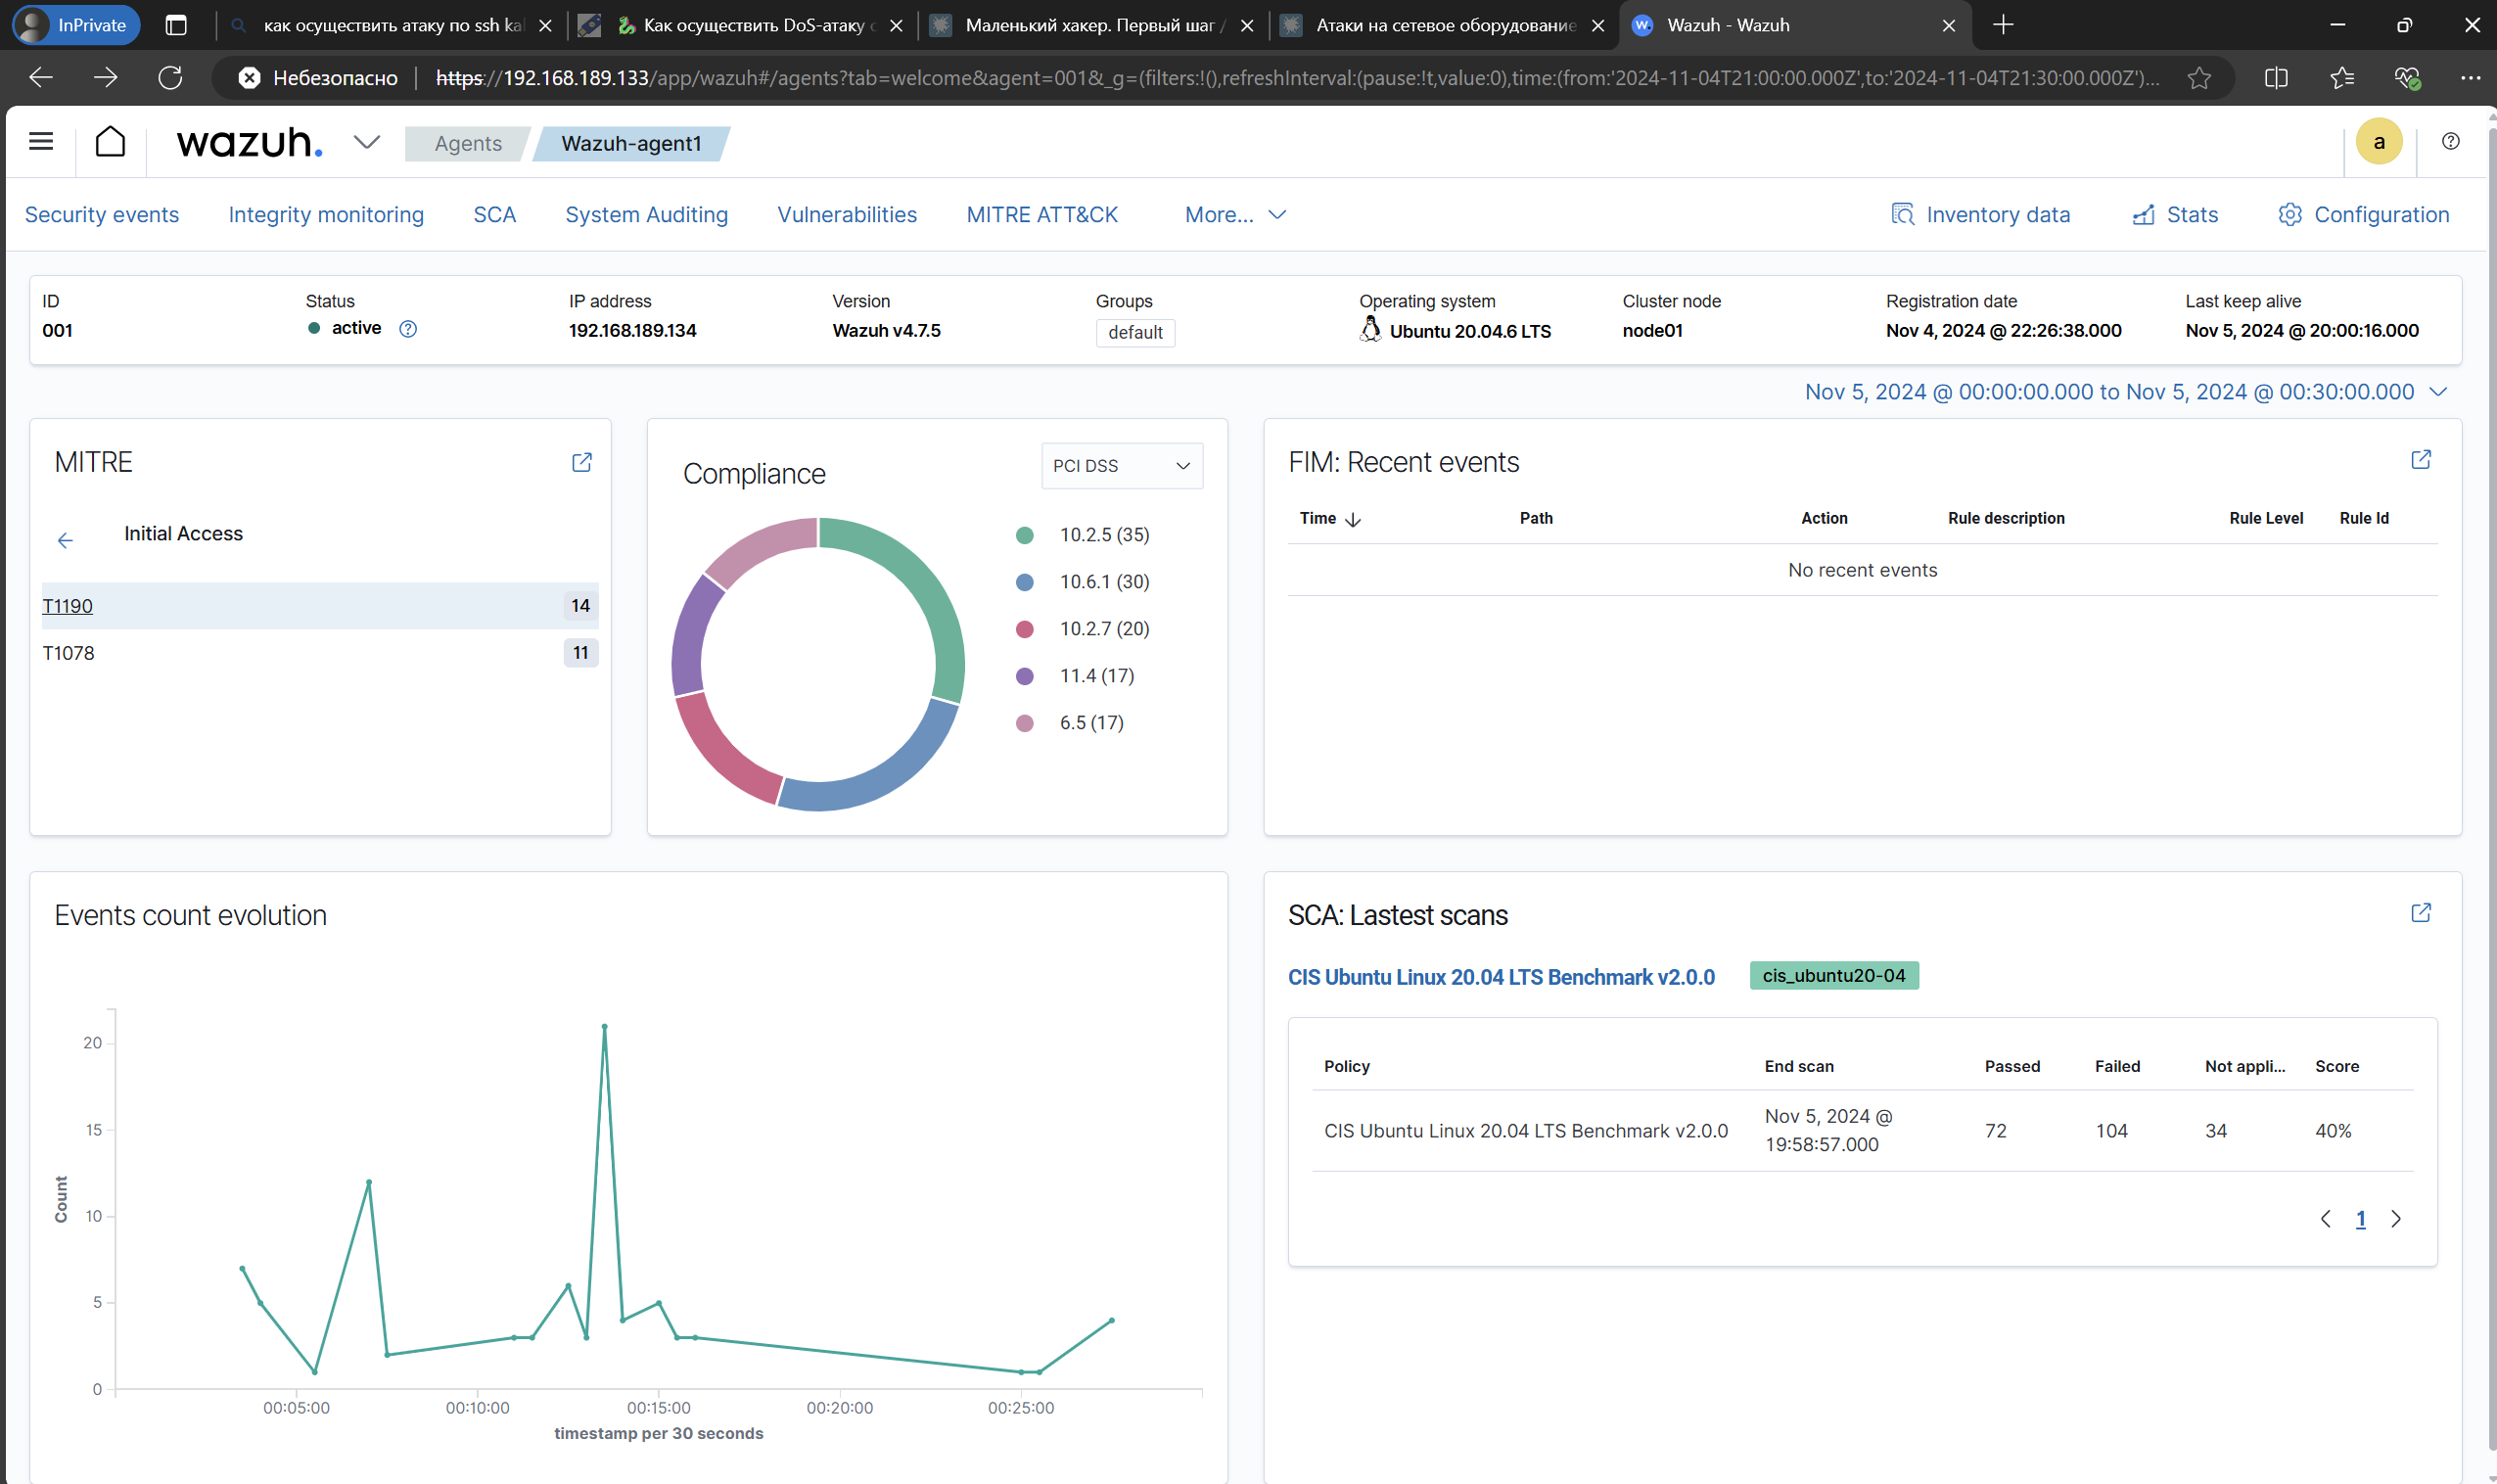 InPrivate
как осуществить атаку по ssh kal
Как осуществить DoS-атаку с
Маленький хакер. Первый шаг /
Атаки на сетевое оборудование
Wazuh - Wazuh
Небезопасно
https://192.168.189.133/app/wazuh#/agents?tab=welcome&agent=001&_g=(filters:!(),refreshInterval:(pause:!t,value:0),time:(from:'2024-11-04T21:00:00.000Z',to:'2024-11-04T21:30:00.000Z')...
wazuh.
Agents
Wazuh-agent1
a
Security events
Integrity monitoring
SCA
System Auditing
Vulnerabilities
MITRE ATT&CK
More...
Inventory data
Stats
Configuration
ID
001
Status
active
IP address
192.168.189.134
Version
Wazuh v4.7.5
Groups
default
Operating system
Ubuntu 20.04.6 LTS
Cluster node
node01
Registration date
Nov 4, 2024 @ 22:26:38.000
Last keep alive
Nov 5, 2024 @ 20:00:16.000
Nov 5, 2024 @ 00:00:00.000 to Nov 5, 2024 @ 00:30:00.000
MITRE
Initial Access
T1190 14
T1078 11
Compliance
PCI DSS
10.2.5 (35)
10.6.1 (30)
10.2.7 (20)
11.4 (17)
6.5 (17)
FIM: Recent events
Time Path Action Rule description Rule Level Rule Id
No recent events
Events count evolution
Count
20
15
10
5
0
00:05:00 00:10:00 00:15:00 00:20:00 00:25:00
timestamp per 30 seconds
SCA: Lastest scans
CIS Ubuntu Linux 20.04 LTS Benchmark v2.0.0
cis_ubuntu20-04
Policy End scan Passed Failed Not appli... Score
CIS Ubuntu Linux 20.04 LTS Benchmark v2.0.0
Nov 5, 2024 @
19:58:57.000
72 104 34 40%
1